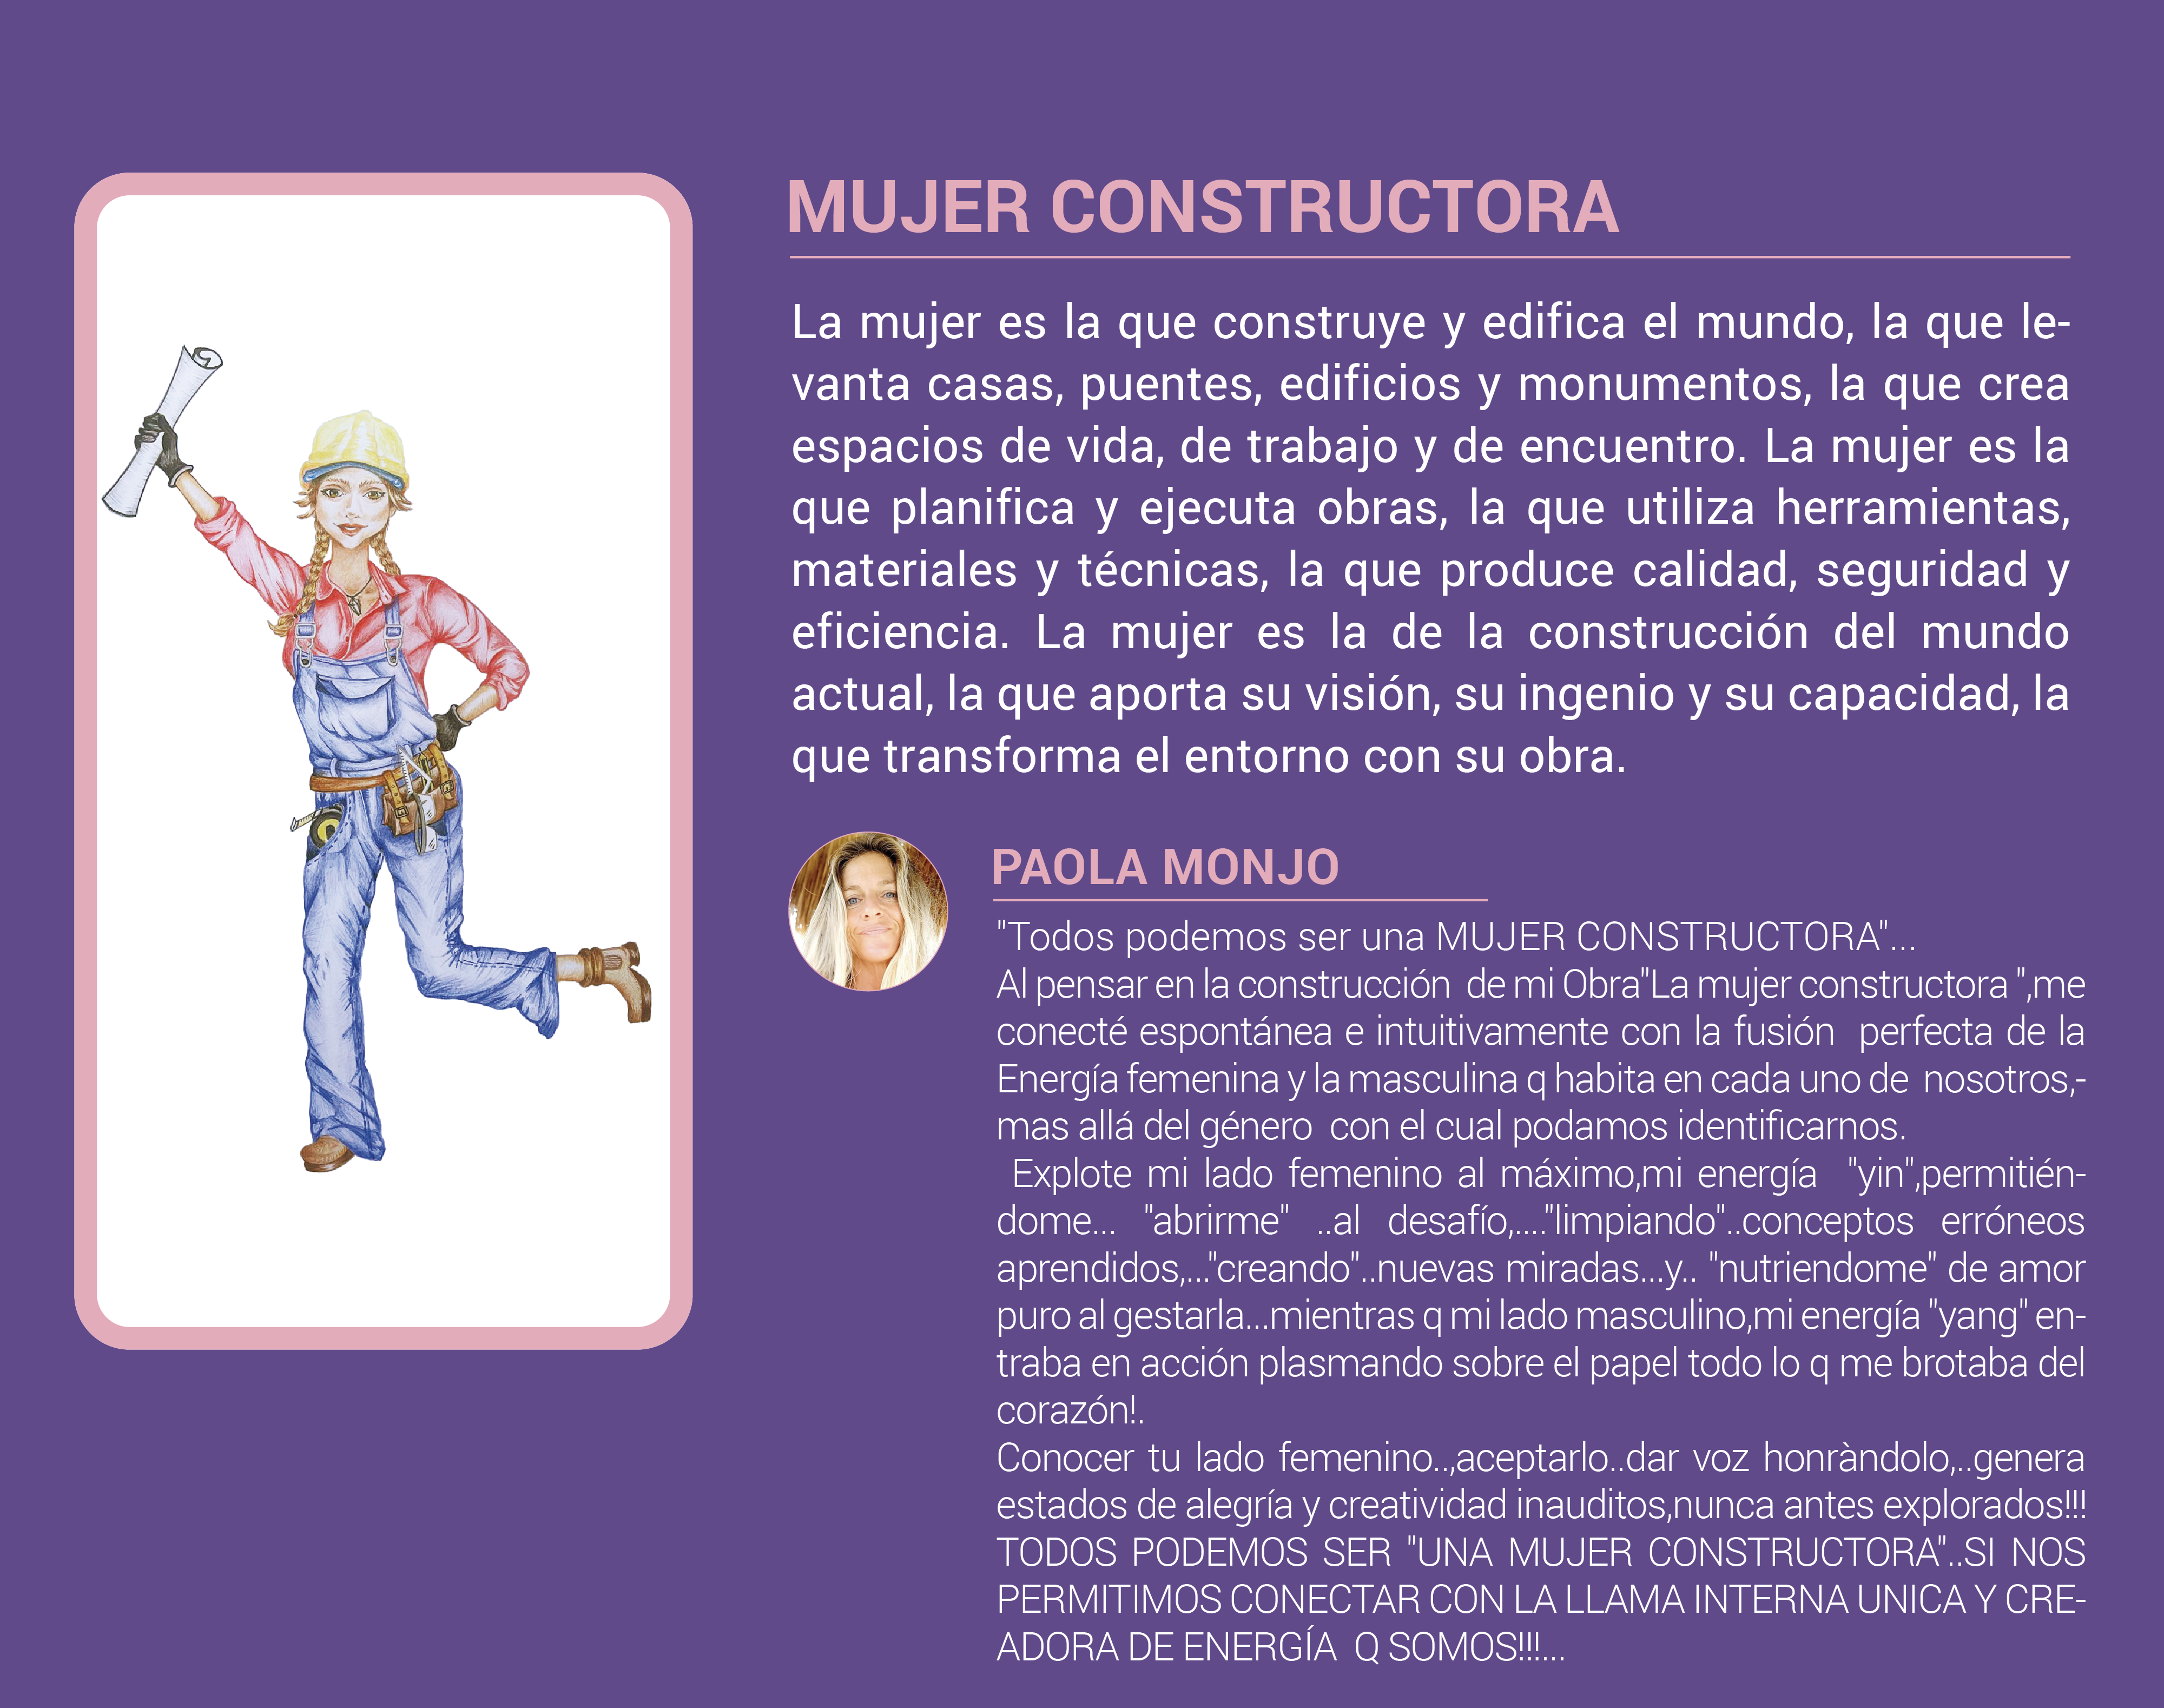 MUJER CONSTRUCTORA
La mujer es la que construye y edifica el mundo, la que le-
vanta casas, puentes, edificios y monumentos, la que crea
espacios de vida, de trabajo y de encuentro. La mujer es la
que planifica y ejecuta obras, la que utiliza herramientas,
materiales y técnicas, la que produce calidad, seguridad y
eficiencia. La mujer es la de la construcción del mundo
actual, la que aporta su visión, su ingenio y su capacidad, la
que transforma el entorno con su obra.
PAOLA MONJO
"Todos podemos ser una MUJER CONSTRUCTORA"...
Al pensar en la construcción  de mi Obra"La mujer constructora ",me
conecté espontánea e intuitivamente con la fusión  perfecta de la
Energía femenina y la masculina q habita en cada uno de  nosotros,-
mas allá del género  con el cual podamos identificarnos.
Explote mi lado femenino al máximo,mi energía  "yin",permitién-
dome... "abrirme" ..al desafío,...."limpiando"..conceptos erróneos
aprendidos,..."creando"..nuevas miradas...y.. "nutriendome" de amor
puro al gestarla...mientras q mi lado masculino,mi energía "yang" en-
traba en acción plasmando sobre el papel todo lo q me brotaba del
corazón!.
Conocer tu lado femenino..,aceptarlo..dar voz honràndolo,..genera
estados de alegría y creatividad inauditos,nunca antes explorados!!!
TODOS PODEMOS SER "UNA MUJER CONSTRUCTORA"..SI NOS
PERMITIMOS CONECTAR CON LA LLAMA INTERNA UNICA Y CRE-
ADORA DE ENERGÍA  Q SOMOS!!!...